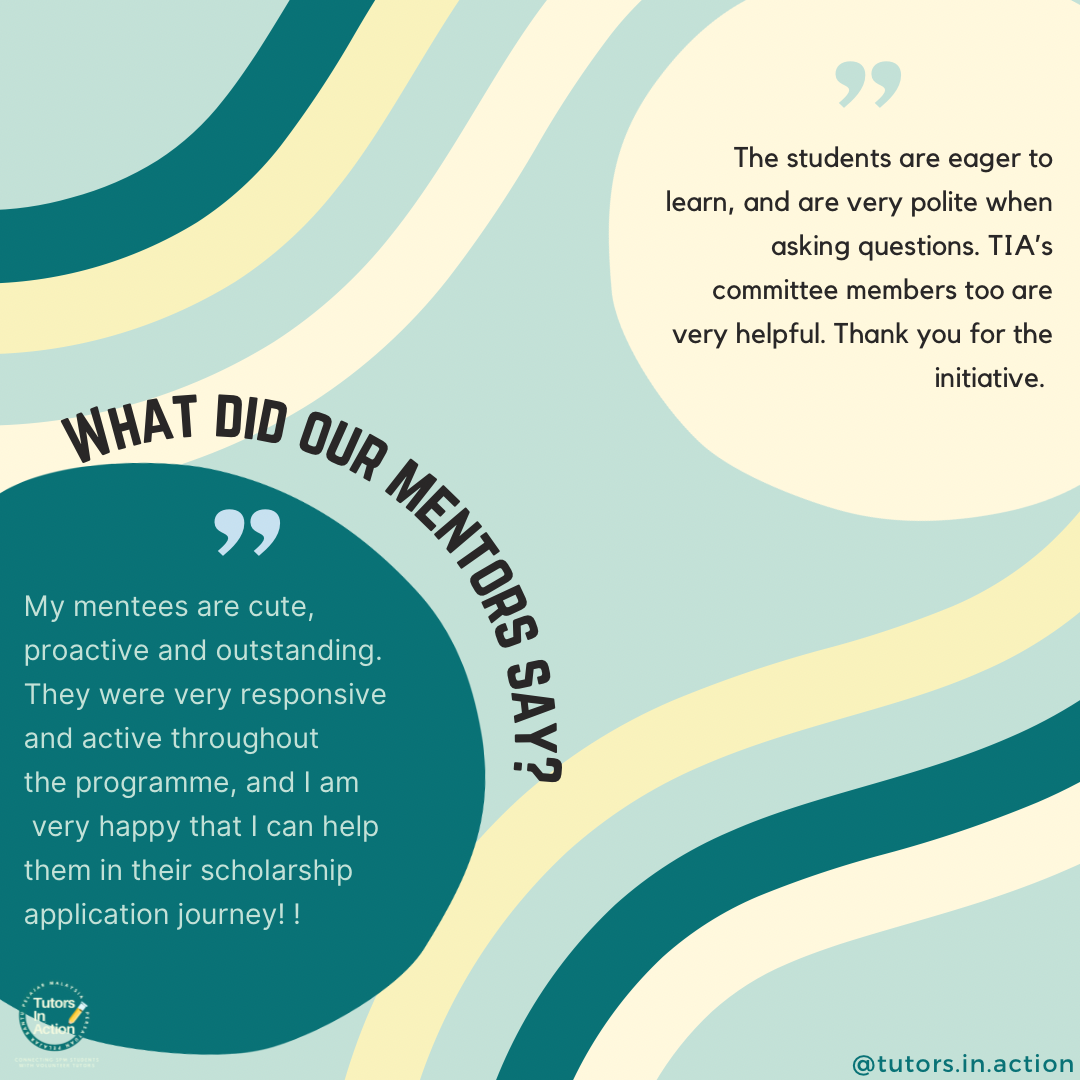 ”
The students are eager to
learn, and are very polite when
asking questions. TIA’s
committee members too are
very helpful. Thank you for the
initiative.
WHAT DID OUR MENTORS SAY?
”
My mentees are cute,
proactive and outstanding.
They were very responsive
and active throughout
the programme, and I am
very happy that I can help
them in their scholarship
application journey! !
Tutors
In
Action
@tutors.in.action